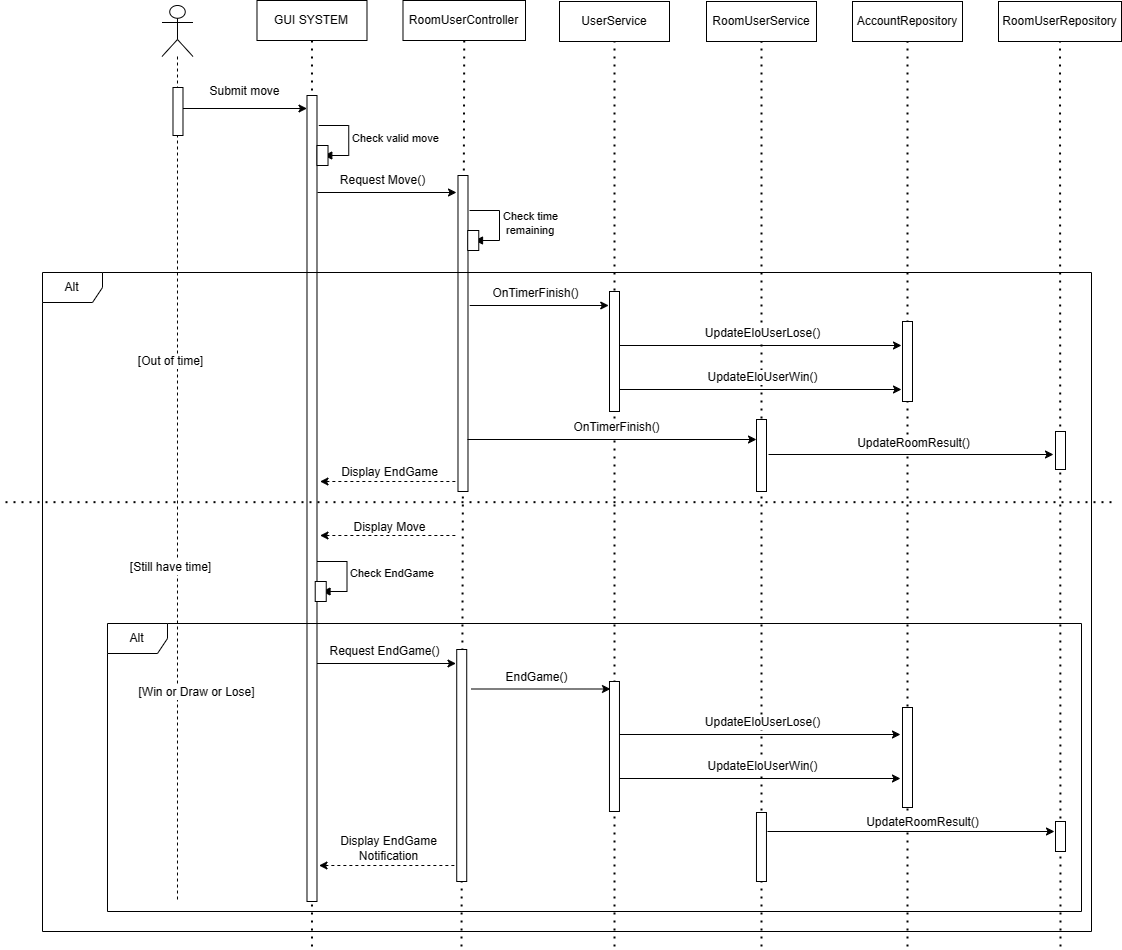 GUI SYSTEM
RoomUserController
UserService
RoomUserService
AccountRepository
RoomUserRepository
Submit move
Check valid move
Request Move()
Check time
remaining
Alt
OnTimerFinish()
UpdateEloUserLose()
[Out of time]
UpdateEloUserWin()
OnTimerFinish()
UpdateRoomResult()
Display EndGame
Display Move
[Still have time]
Check EndGame
Alt
Request EndGame()
EndGame()
[Win or Draw or Lose]
UpdateEloUserLose()
UpdateEloUserWin()
UpdateRoomResult()
Display EndGame
Notification